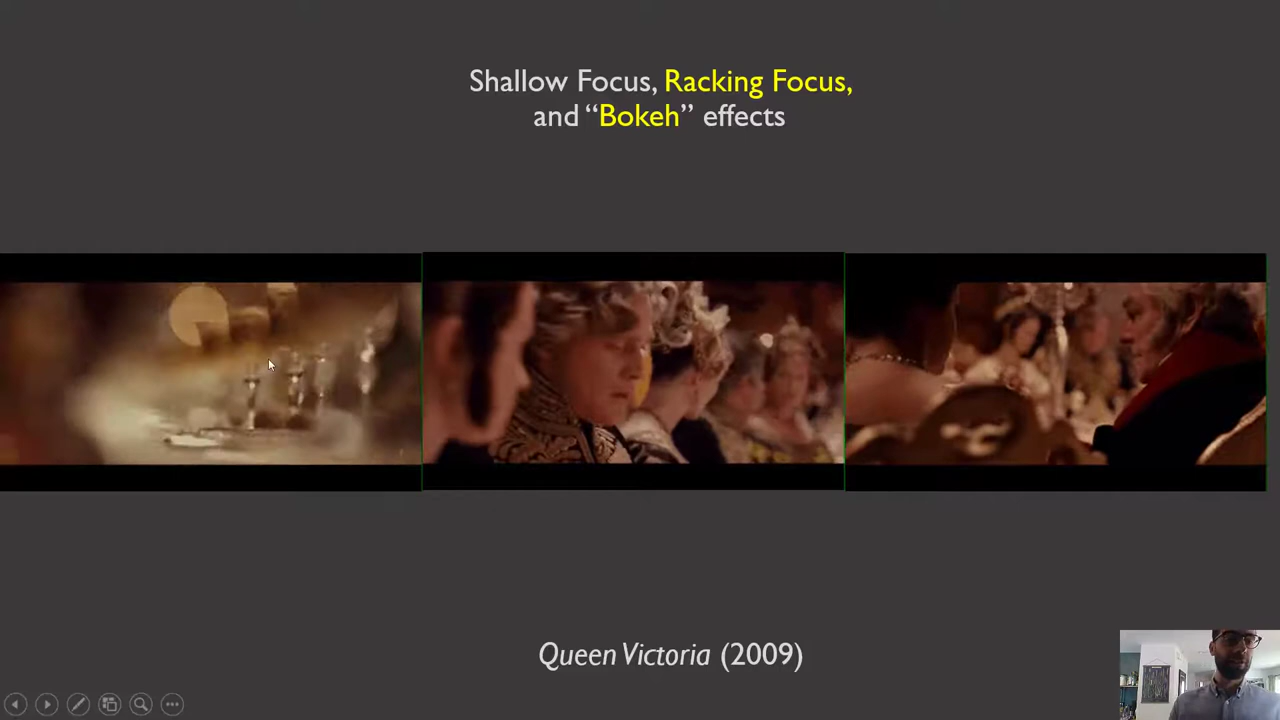 Shallow Focus, Racking Focus,
and “Bokeh” effects
Queen Victoria (2009)